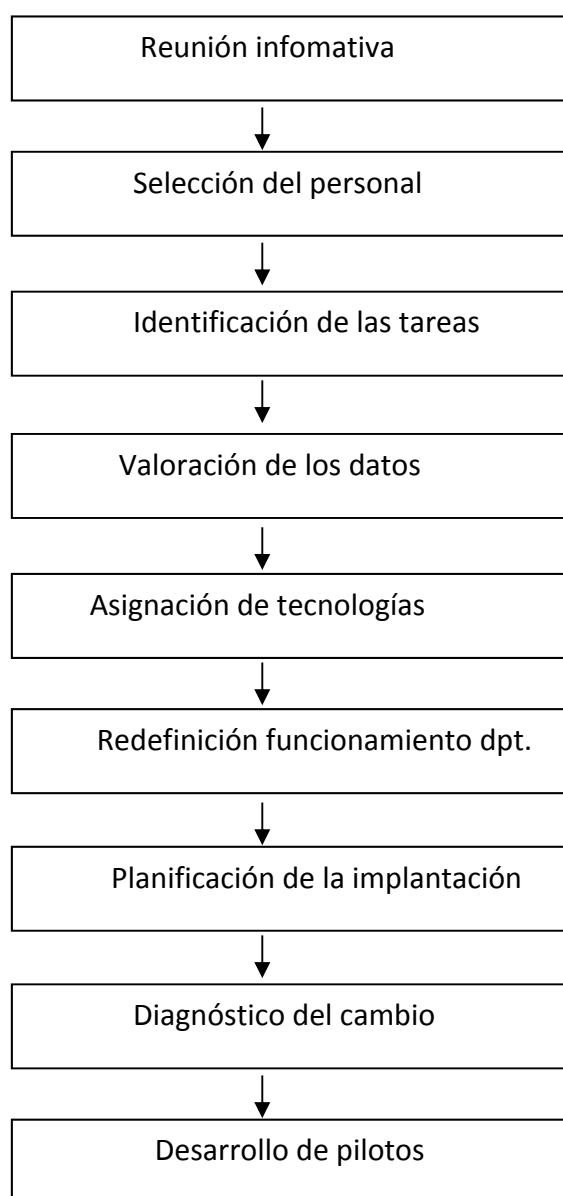 Reunión infomativa
Selección del personal
Identificación de las tareas
Valoración de los datos
Asignación de tecnologías
Redefinición funcionamiento dpt.
Planificación de la implantación
Diagnóstico del cambio
Desarrollo de pilotos